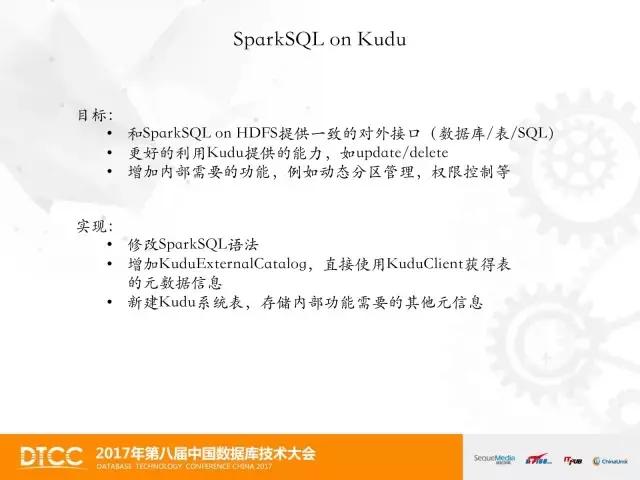 SparkSQL on Kudu
目标：
• 和SparkSQL on HDFS提供一致的对外接口（数据库/表/SQL）
• 更好的利用Kudu提供的能力，如update/delete
• 增加内部需要的功能，例如动态分区管理，权限控制等
实现：
• 修改SparkSQL语法
• 增加KuduExternalCatalog，直接使用KuduClient获得表
的元数据信息
• 新建Kudu系统表，存储内部功能需要的其他元信息
DTCC 2017年第八届中国数据库技术大会
DATABASE TECHNOLOGY CONFERENCE CHINA 2017
SequeMedia
ITPUB
ChinaUnix